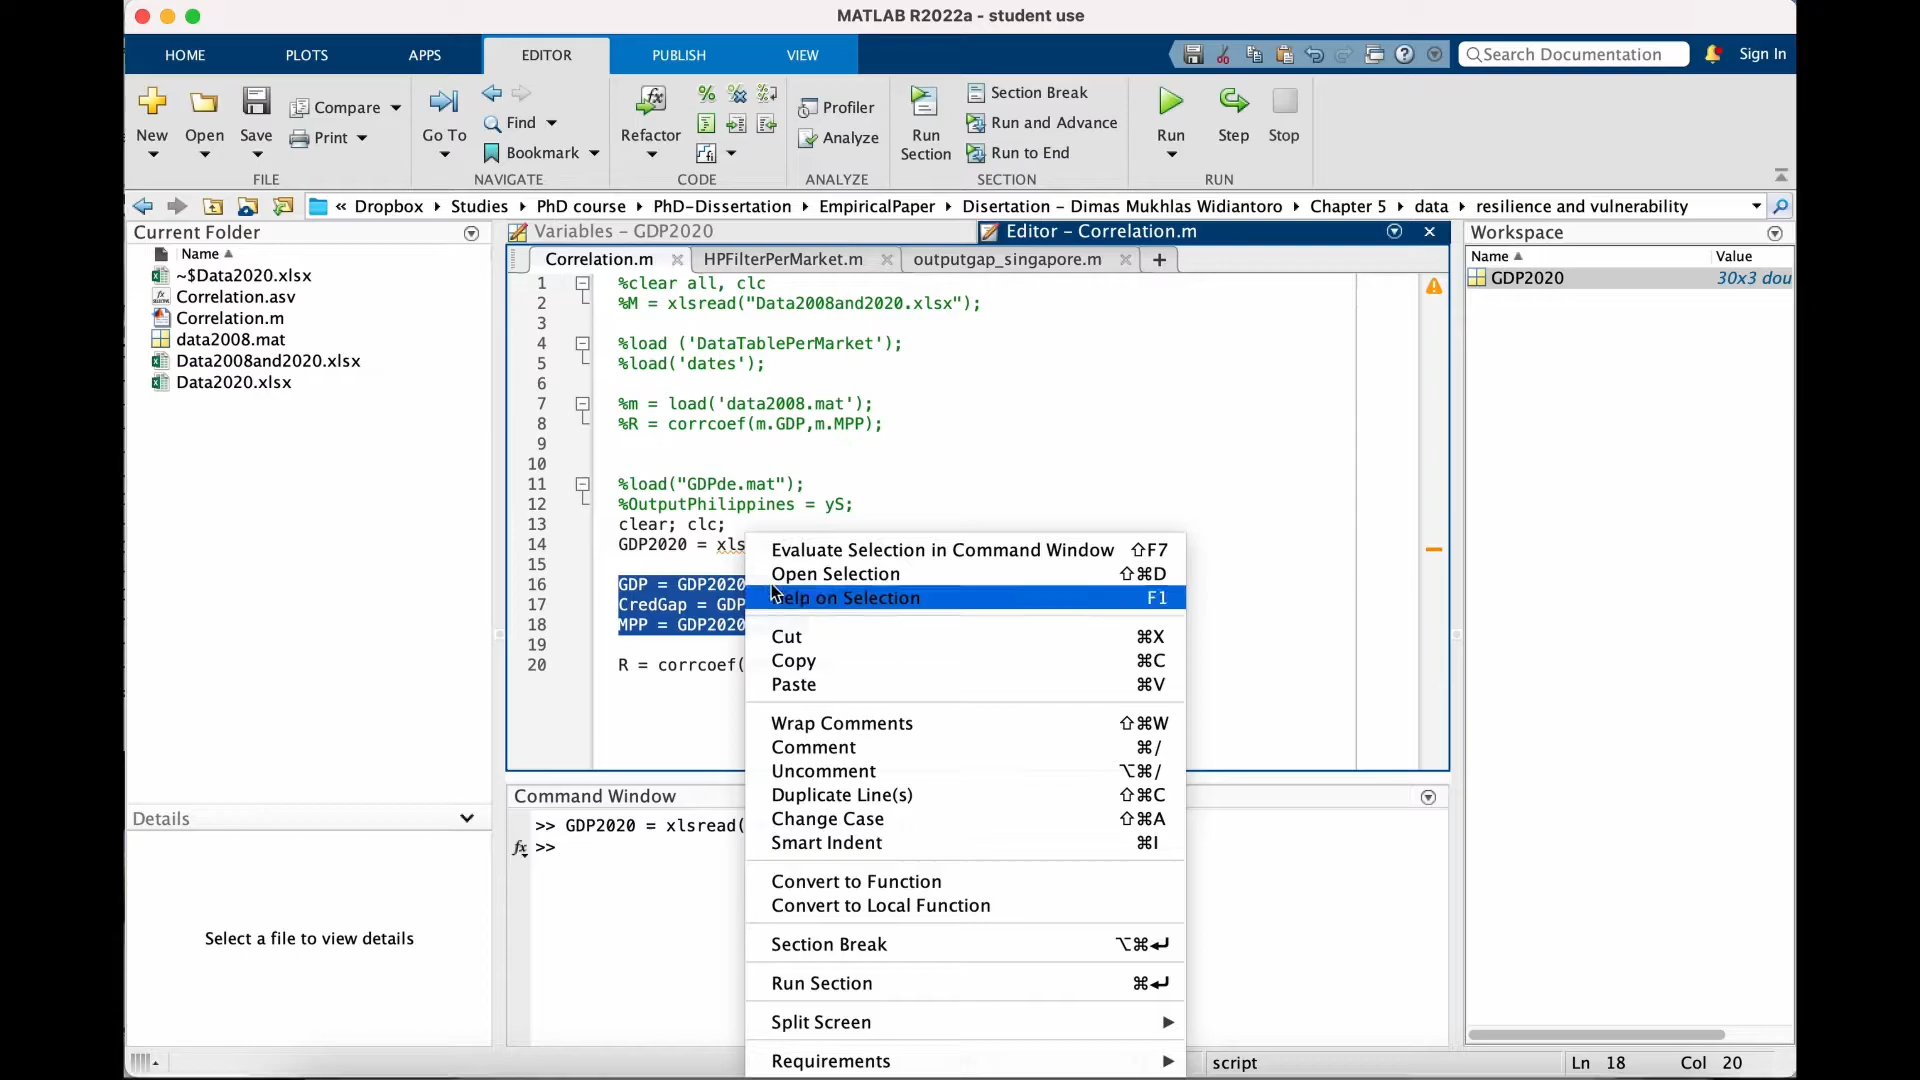 MATLAB R2022a - student use
HOME PLOTS APPS EDITOR PUBLISH VIEW Search Documentation Sign In
New Open Save Compare Print
FILE
Go To Find Bookmark
NAVIGATE
Refactor
CODE
Profiler
Analyze
ANALYZE
Run Section
Section Break
Run and Advance
Run to End
SECTION
Run Step Stop
RUN
« Dropbox Studies PhD course PhD-Dissertation EmpiricalPaper Disertation - Dimas Mukhlas Widiantoro Chapter 5 data resilience and vulnerability
Current Folder
Name
~$Data2020.xlsx
Correlation.asv
Correlation.m
data2008.mat
Data2008and2020.xlsx
Data2020.xlsx
Details
Select a file to view details
Variables - GDP2020
Editor - Correlation.m
Correlation.m HPFilterPerMarket.m outputgap_singapore.m +
1 %clear all, clc
2 %M = xlsread("Data2008and2020.xlsx");
3
4 %load ('DataTablePerMarket');
5 %load('dates');
6
7 %m = load('data2008.mat');
8 %R = corrcoef(m.GDP,m.MPP);
9
10
11 %load("GDPde.mat");
12 %OutputPhilippines = yS;
13 clear; clc;
14 GDP2020 = xls
15
16 GDP = GDP2020
17 CredGap = GDP
18 MPP = GDP2020
19
20 R = corrcoef(
Evaluate Selection in Command Window ⇧F7
Open Selection ⇧⌘D
Help on Selection F1
Cut ⌘X
Copy ⌘C
Paste ⌘V
Wrap Comments ⇧⌘W
Comment ⌘/
Uncomment ⌥⌘/
Duplicate Line(s) ⇧⌘C
Change Case ⇧⌘A
Smart Indent ⌘I
Convert to Function
Convert to Local Function
Section Break ⌥⌘↵
Run Section ⌘↵
Split Screen
Requirements
Command Window
>> GDP2020 = xlsread(
fx >>
Workspace
Name Value
GDP2020 30x3 dou
script Ln 18 Col 20